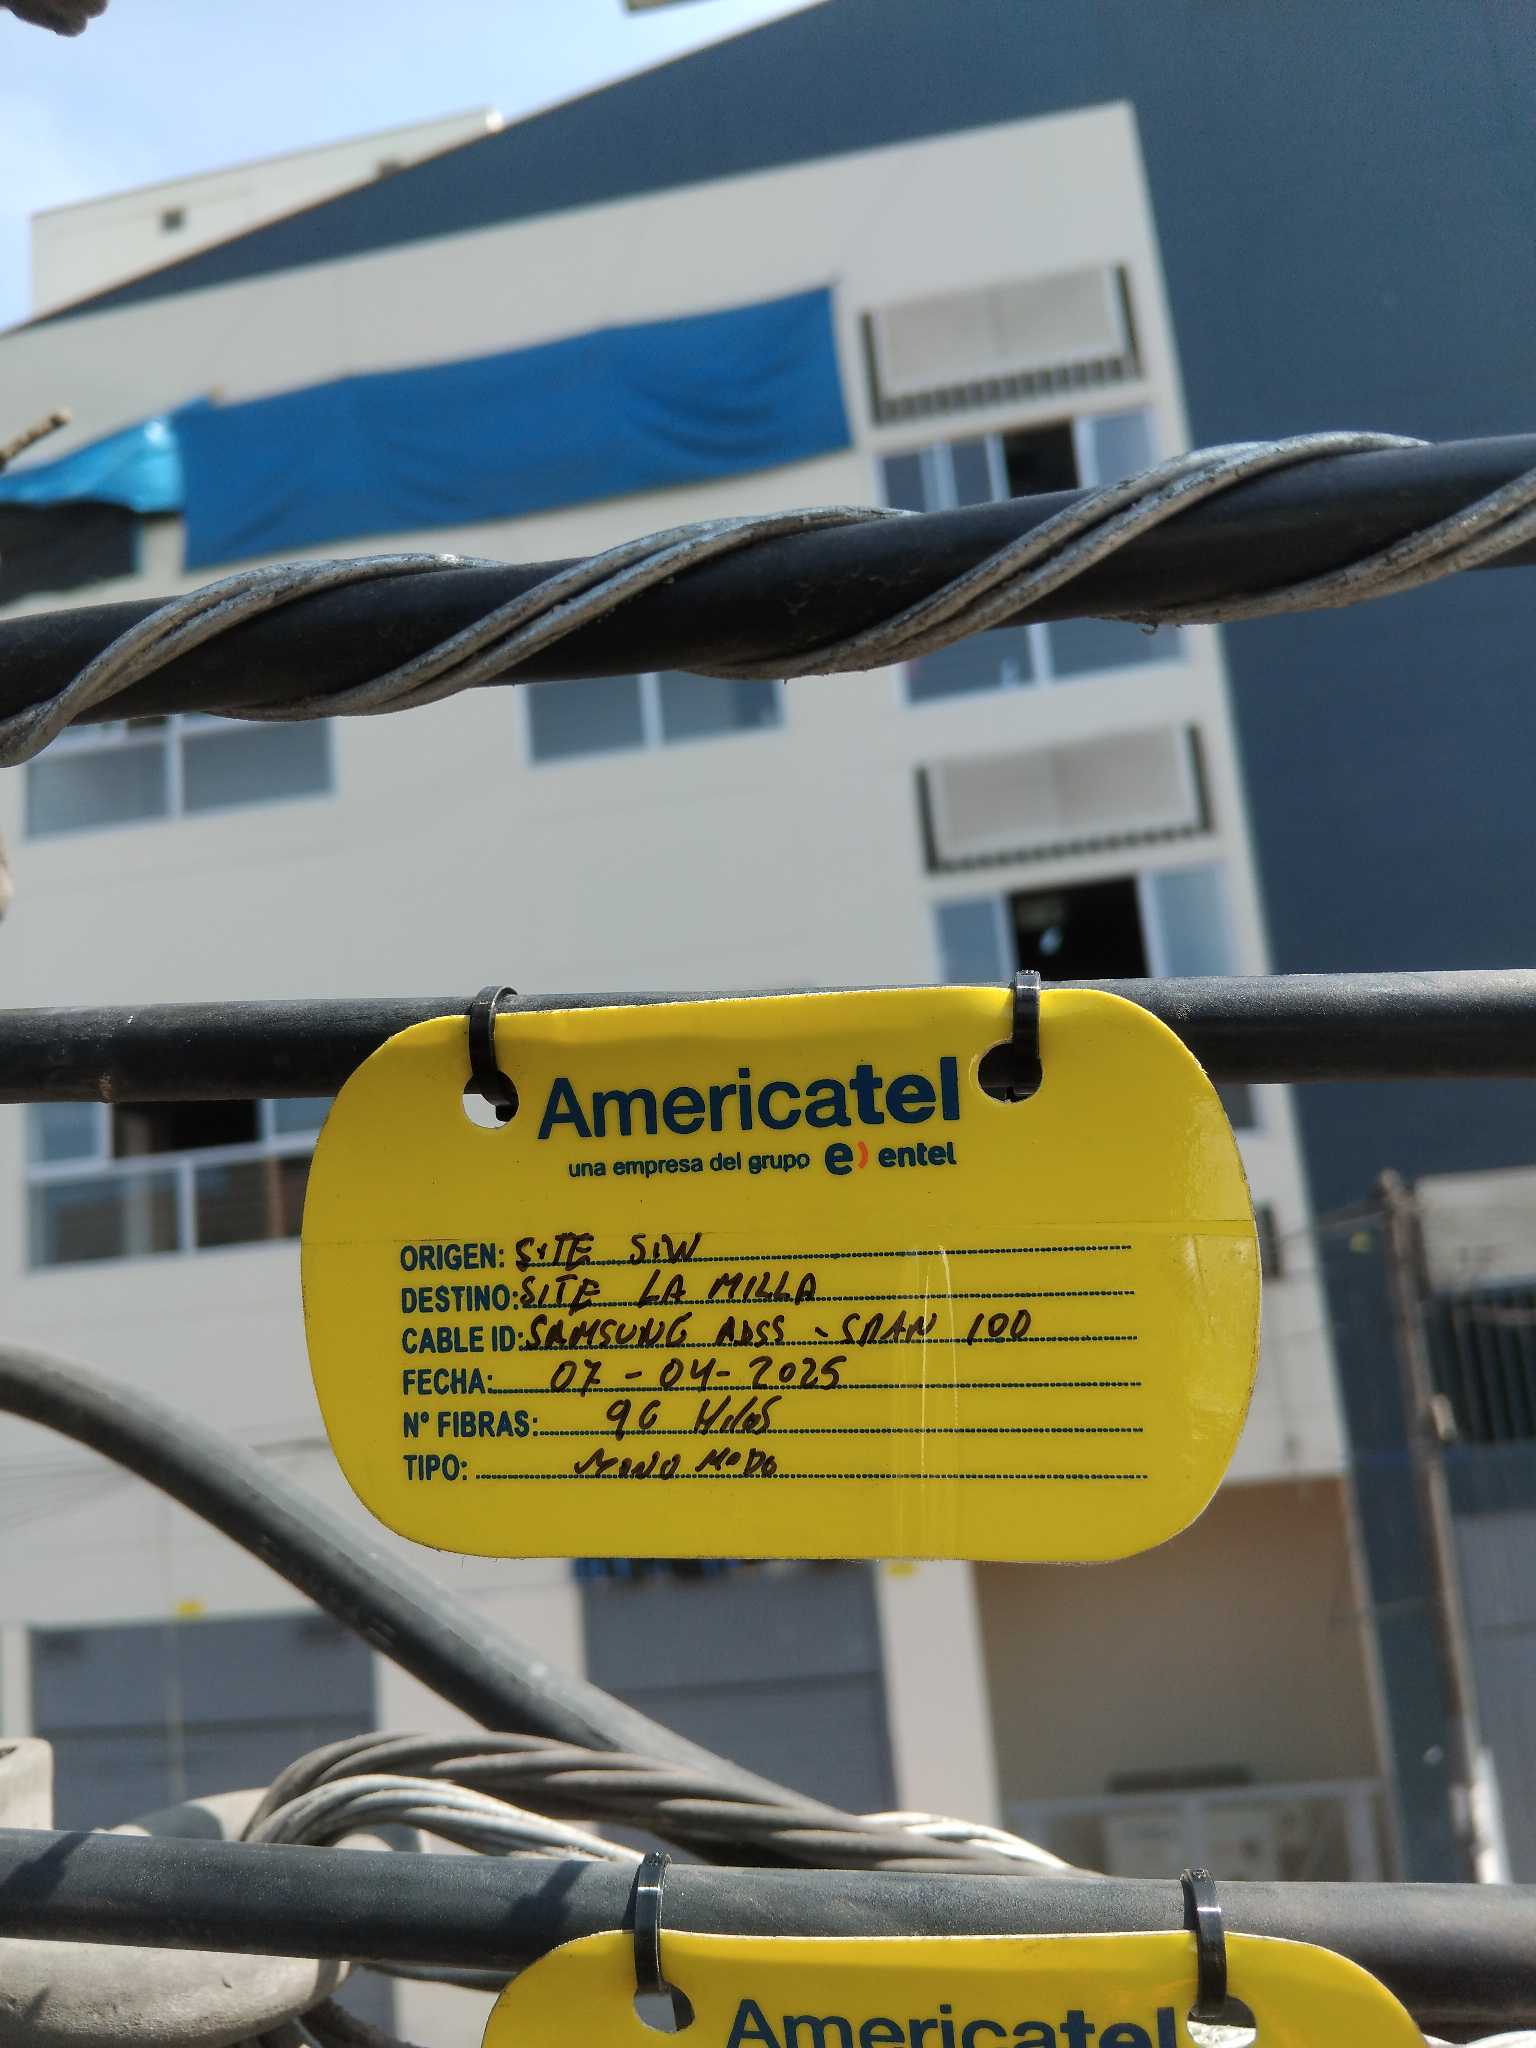 Americatel
una empresa del grupo e) entel
ORIGEN: SITE SIW
DESTINO: SITE LA MILLA
CABLE ID: SAMSUNG ADSS - SPAN 100
FECHA: 07 - 04 - 2025
N° FIBRAS: 96 Hilos
TIPO: MONO MODO
Americatel